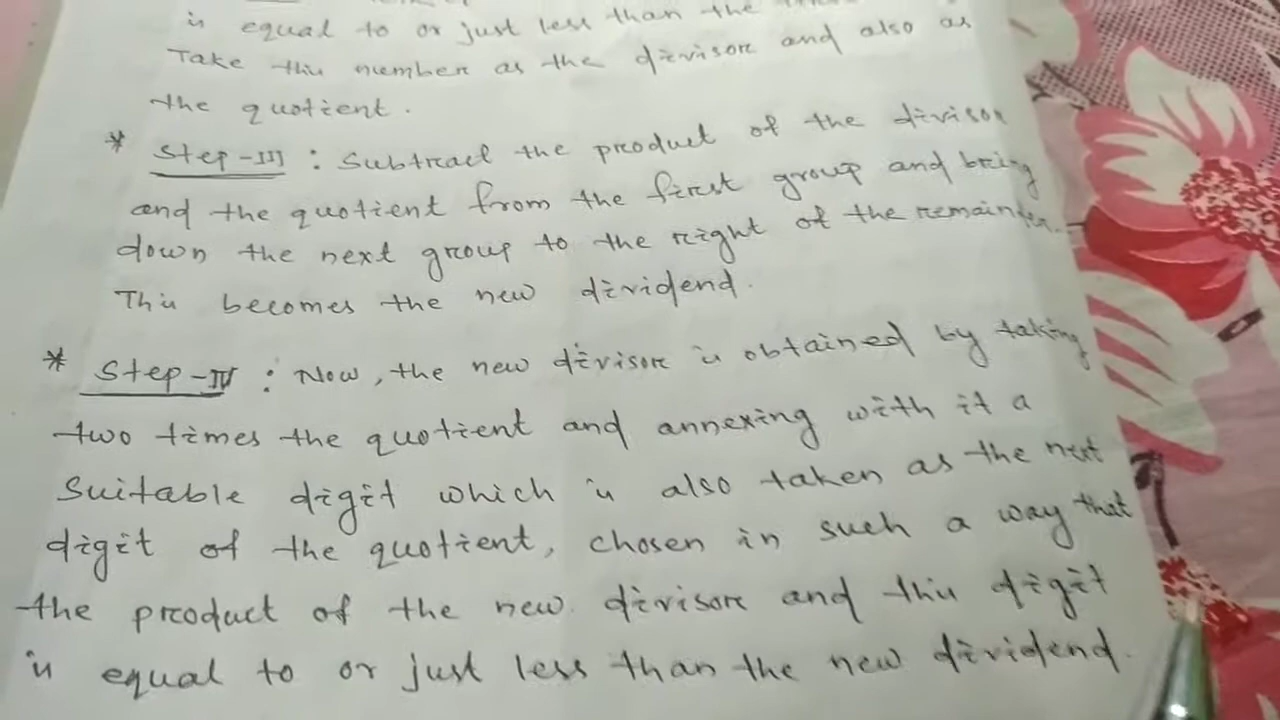 is equal to or just less than the
Take this number as the divisor and also as
the quotient.
* Step-III : Subtract the product of the divisor
and the quotient from the first group and bring
down the next group to the right of the remainder.
This becomes the new dividend.
* Step-IV : Now, the new divisor is obtained by taking
two times the quotient and annexing with it a
suitable digit which is also taken as the next
digit of the quotient, chosen in such a way that
the product of the new divisor and this digit
is equal to or just less than the new dividend.